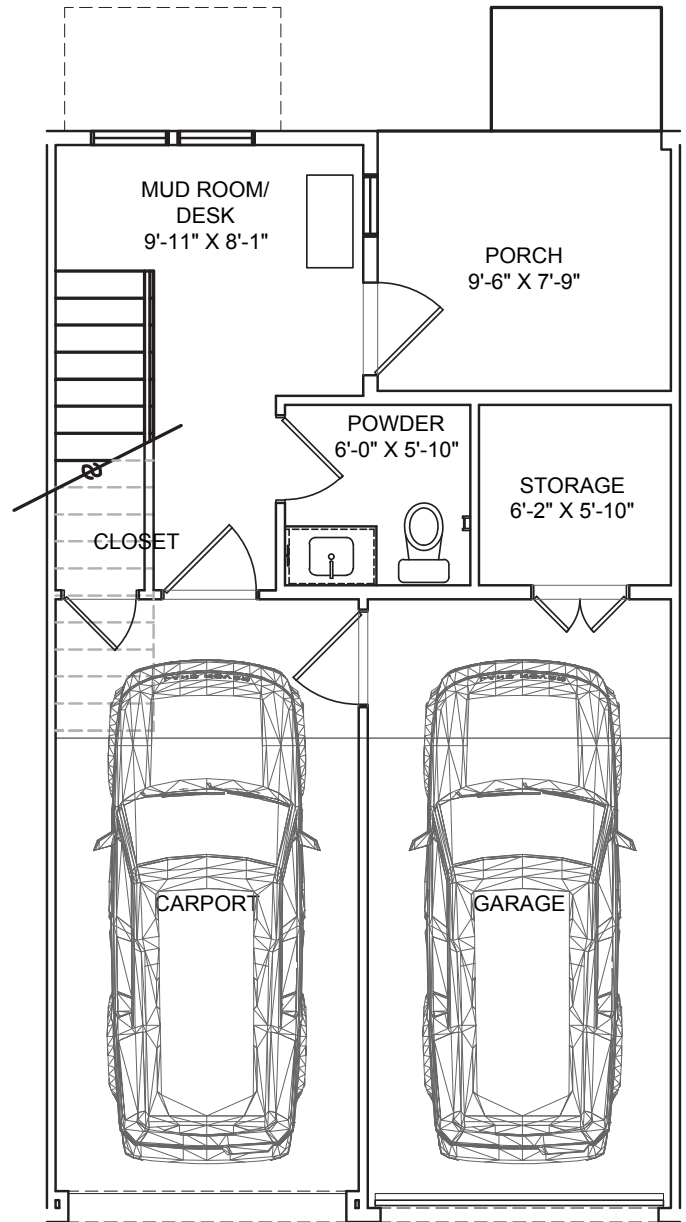 MUD ROOM/
DESK
9'-11" X 8'-1"
PORCH
9'-6" X 7'-9"
POWDER
6'-0" X 5'-10"
STORAGE
6'-2" X 5'-10"
CLOSET
CARPORT
GARAGE